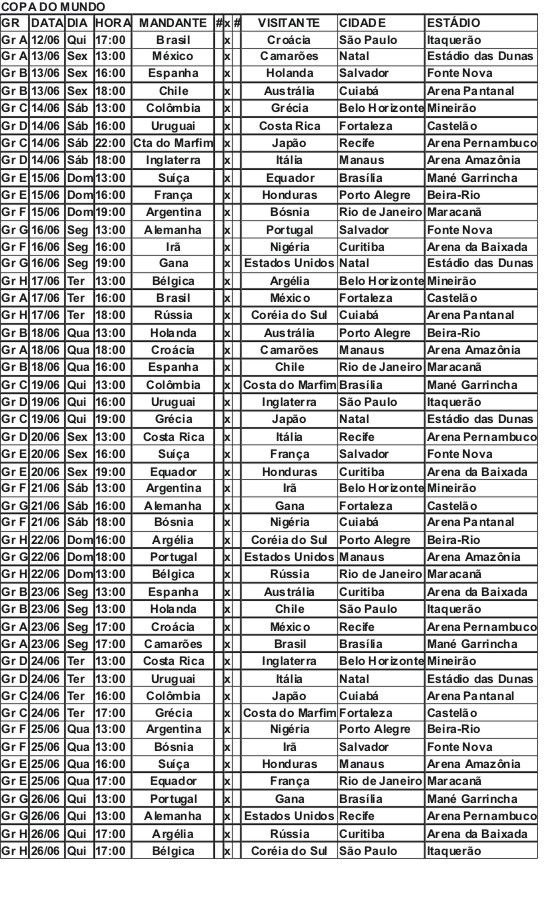 COPA DO MUNDO
GR DATA DIA HORA MANDANTE # x # VISITANTE CIDADE ESTÁDIO
Gr A 12/06 Qui 17:00 Brasil x Croácia São Paulo Itaquerão
Gr A 13/06 Sex 13:00 México x Camarões Natal Estádio das Dunas
Gr B 13/06 Sex 16:00 Espanha x Holanda Salvador Fonte Nova
Gr B 13/06 Sex 18:00 Chile x Austrália Cuiabá Arena Pantanal
Gr C 14/06 Sáb 13:00 Colômbia x Grécia Belo Horizonte Mineirão
Gr D 14/06 Sáb 16:00 Uruguai x Costa Rica Fortaleza Castelão
Gr C 14/06 Sáb 22:00 Cta do Marfim x Japão Recife Arena Pernambuco
Gr D 14/06 Sáb 18:00 Inglaterra x Itália Manaus Arena Amazônia
Gr E 15/06 Dom 13:00 Suíça x Equador Brasília Mané Garrincha
Gr E 15/06 Dom 16:00 França x Honduras Porto Alegre Beira-Rio
Gr F 15/06 Dom 19:00 Argentina x Bósnia Rio de Janeiro Maracanã
Gr G 16/06 Seg 13:00 Alemanha x Portugal Salvador Fonte Nova
Gr F 16/06 Seg 16:00 Irã x Nigéria Curitiba Arena da Baixada
Gr G 16/06 Seg 19:00 Gana x Estados Unidos Natal Estádio das Dunas
Gr H 17/06 Ter 13:00 Bélgica x Argélia Belo Horizonte Mineirão
Gr A 17/06 Ter 16:00 Brasil x México Fortaleza Castelão
Gr H 17/06 Ter 18:00 Rússia x Coréia do Sul Cuiabá Arena Pantanal
Gr B 18/06 Qua 13:00 Holanda x Austrália Porto Alegre Beira-Rio
Gr A 18/06 Qua 18:00 Croácia x Camarões Manaus Arena Amazônia
Gr B 18/06 Qua 16:00 Espanha x Chile Rio de Janeiro Maracanã
Gr C 19/06 Qui 13:00 Colômbia x Costa do Marfim Brasília Mané Garrincha
Gr D 19/06 Qui 16:00 Uruguai x Inglaterra São Paulo Itaquerão
Gr C 19/06 Qui 19:00 Grécia x Japão Natal Estádio das Dunas
Gr D 20/06 Sex 13:00 Costa Rica x Itália Recife Arena Pernambuco
Gr E 20/06 Sex 16:00 Suíça x França Salvador Fonte Nova
Gr E 20/06 Sex 19:00 Equador x Honduras Curitiba Arena da Baixada
Gr F 21/06 Sáb 13:00 Argentina x Irã Belo Horizonte Mineirão
Gr G 21/06 Sáb 16:00 Alemanha x Gana Fortaleza Castelão
Gr F 21/06 Sáb 18:00 Bósnia x Nigéria Cuiabá Arena Pantanal
Gr H 22/06 Dom 16:00 Argélia x Coréia do Sul Porto Alegre Beira-Rio
Gr G 22/06 Dom 18:00 Portugal x Estados Unidos Manaus Arena Amazônia
Gr H 22/06 Dom 13:00 Bélgica x Rússia Rio de Janeiro Maracanã
Gr B 23/06 Seg 13:00 Espanha x Austrália Curitiba Arena da Baixada
Gr B 23/06 Seg 13:00 Holanda x Chile São Paulo Itaquerão
Gr A 23/06 Seg 17:00 Croácia x México Recife Arena Pernambuco
Gr A 23/06 Seg 17:00 Camarões x Brasil Brasília Mané Garrincha
Gr D 24/06 Ter 13:00 Costa Rica x Inglaterra Belo Horizonte Mineirão
Gr D 24/06 Ter 13:00 Uruguai x Itália Natal Estádio das Dunas
Gr C 24/06 Ter 16:00 Colômbia x Japão Cuiabá Arena Pantanal
Gr C 24/06 Ter 17:00 Grécia x Costa do Marfim Fortaleza Castelão
Gr F 25/06 Qua 13:00 Argentina x Nigéria Porto Alegre Beira-Rio
Gr F 25/06 Qua 13:00 Bósnia x Irã Salvador Fonte Nova
Gr E 25/06 Qua 16:00 Suíça x Honduras Manaus Arena Amazônia
Gr E 25/06 Qua 17:00 Equador x França Rio de Janeiro Maracanã
Gr G 26/06 Qui 13:00 Portugal x Gana Brasília Mané Garrincha
Gr G 26/06 Qui 13:00 Alemanha x Estados Unidos Recife Arena Pernambuco
Gr H 26/06 Qui 17:00 Argélia x Rússia Curitiba Arena da Baixada
Gr H 26/06 Qui 17:00 Bélgica x Coréia do Sul São Paulo Itaquerão